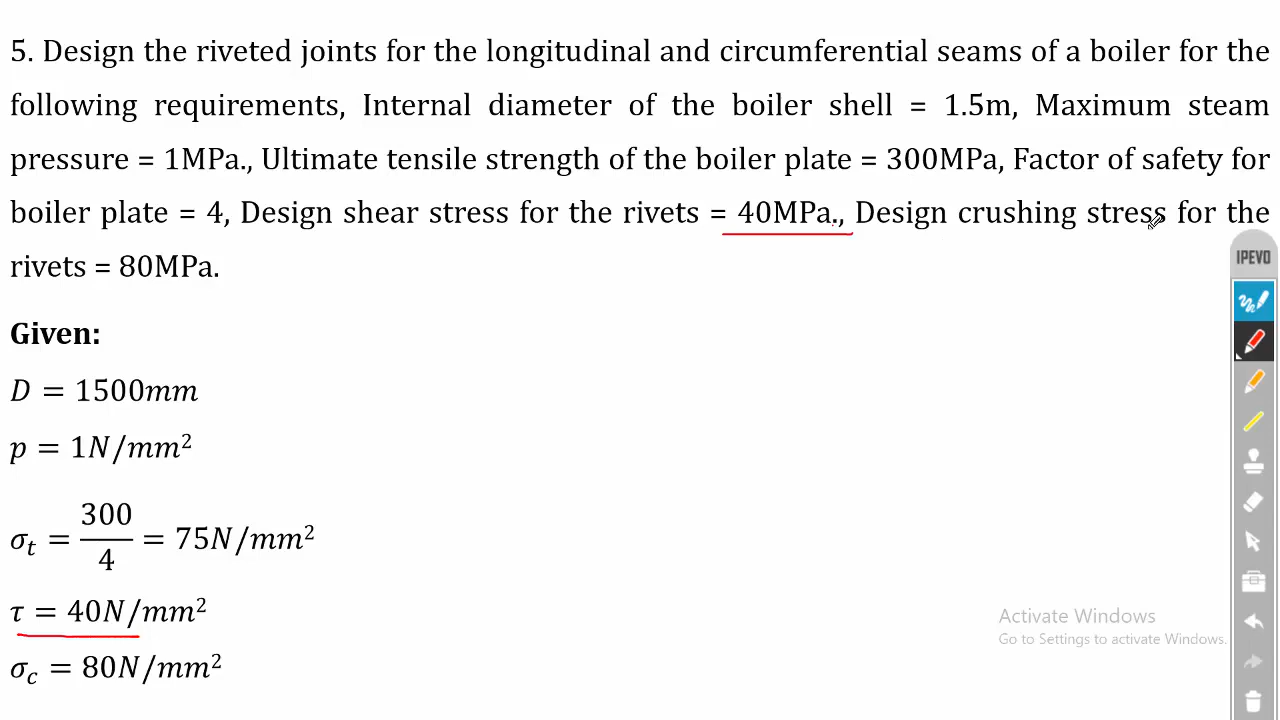 5. Design the riveted joints for the longitudinal and circumferential seams of a boiler for the
following requirements, Internal diameter of the boiler shell = 1.5m, Maximum steam
pressure = 1MPa., Ultimate tensile strength of the boiler plate = 300MPa, Factor of safety for
boiler plate = 4, Design shear stress for the rivets = 40MPa., Design crushing stress for the
rivets = 80MPa.
IPEVO
Given:
D = 1500mm
p = 1N/mm²
σₜ = 300/4 = 75N/mm²
τ = 40N/mm²
σ_c = 80N/mm²
Activate Windows
Go to Settings to activate Windows.